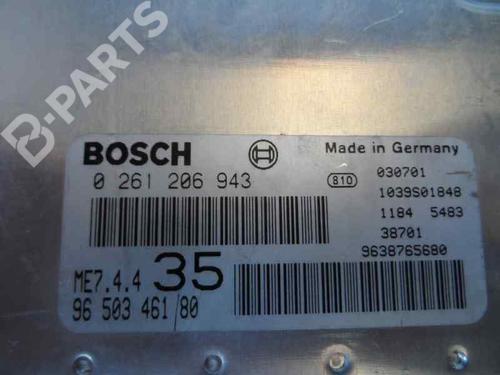 B-PARTS
BOSCH
Made in Germany
0 261 206 943
810
030701
1039S01848
1184 5483
38701
9638765680
ME7.4.4 35
96 503 461/80